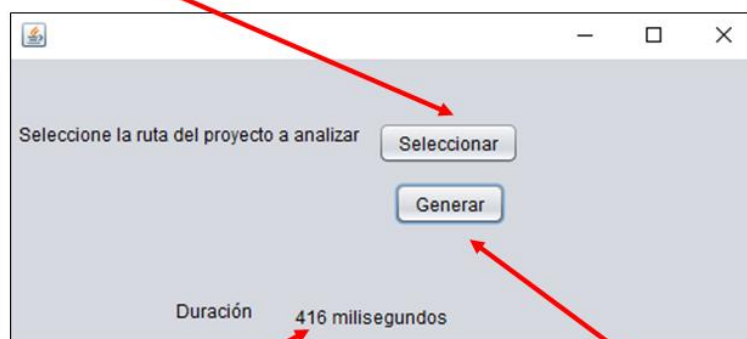 Seleccione la ruta del proyecto a analizar Seleccionar
Generar
Duración 416 milisegundos